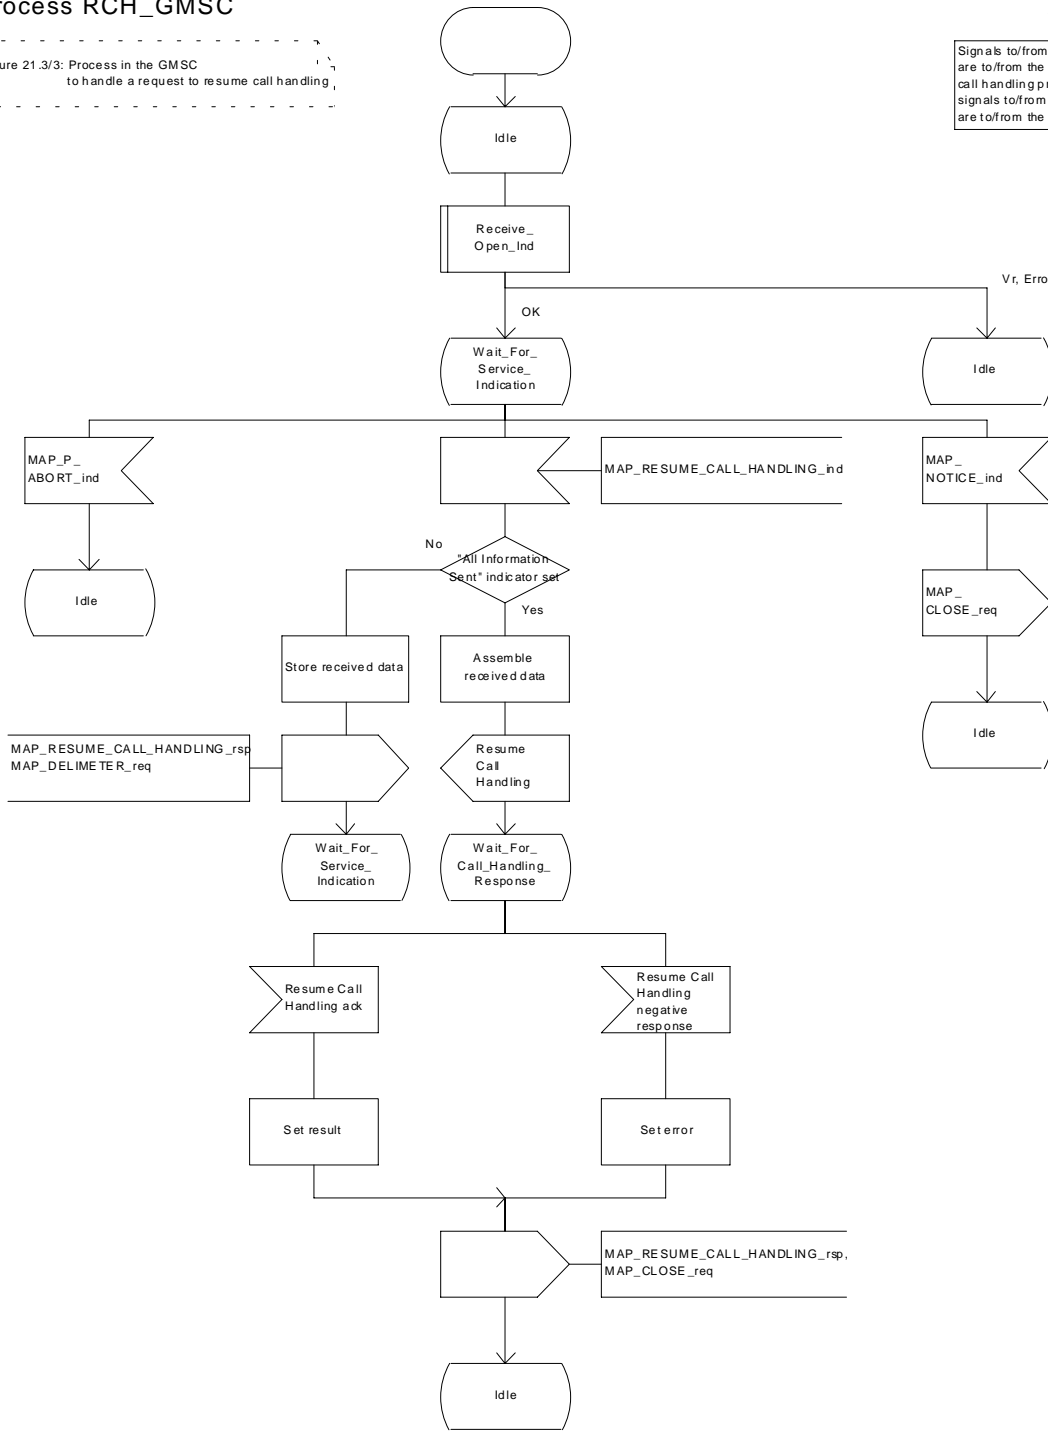 rocess RCH_GMSC
ure 21.3/3: Process in the GMSC
to handle a request to resume call handling
Signals to/from
are to/from the
call handling pr
signals to/from
are to/from the
Idle
Receive_
Open_Ind
Vr, Erro
OK
Wait_For_
Service_
Indication
Idle
MAP_P_
ABORT_ind
MAP_RESUME_CALL_HANDLING_ind
MAP_
NOTICE_ind
No
"All Information
Sent" indicator set
Yes
Idle
MAP_
CLOSE_req
Store received data
Assemble
received data
Idle
MAP_RESUME_CALL_HANDLING_rsp
MAP_DELIMETER_req
Resume
Call
Handling
Wait_For_
Service_
Indication
Wait_For_
Call_Handling_
Response
Resume Call
Handling ack
Resume Call
Handling
negative
response
Set result
Set error
MAP_RESUME_CALL_HANDLING_rsp,
MAP_CLOSE_req
Idle